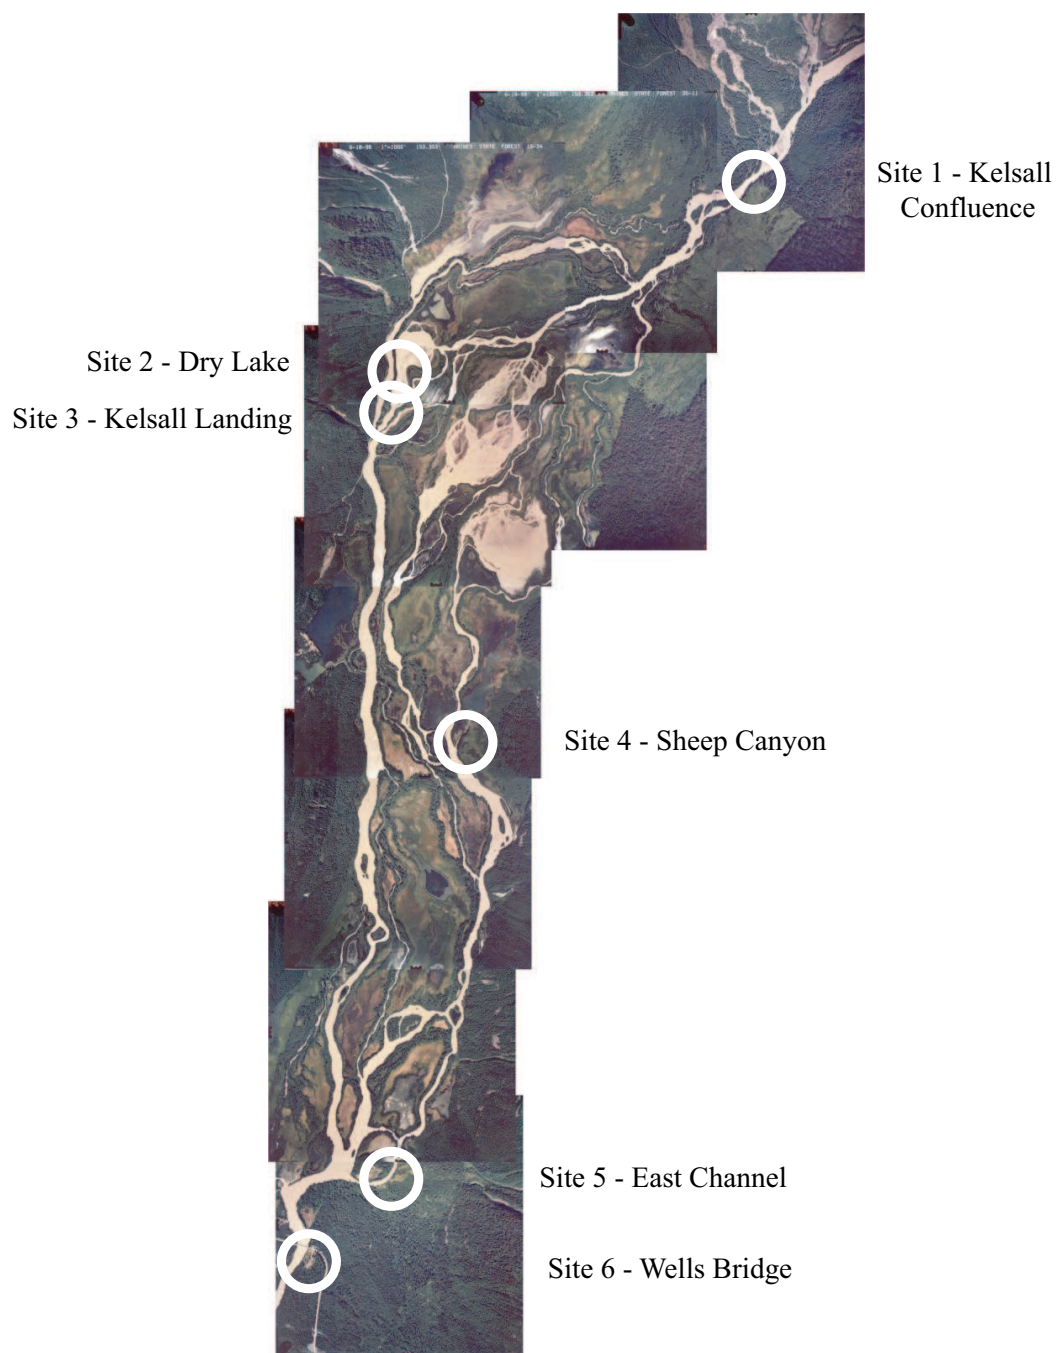 Site 1 - Kelsall
Confluence
Site 2 - Dry Lake
Site 3 - Kelsall Landing
Site 4 - Sheep Canyon
Site 5 - East Channel
Site 6 - Wells Bridge